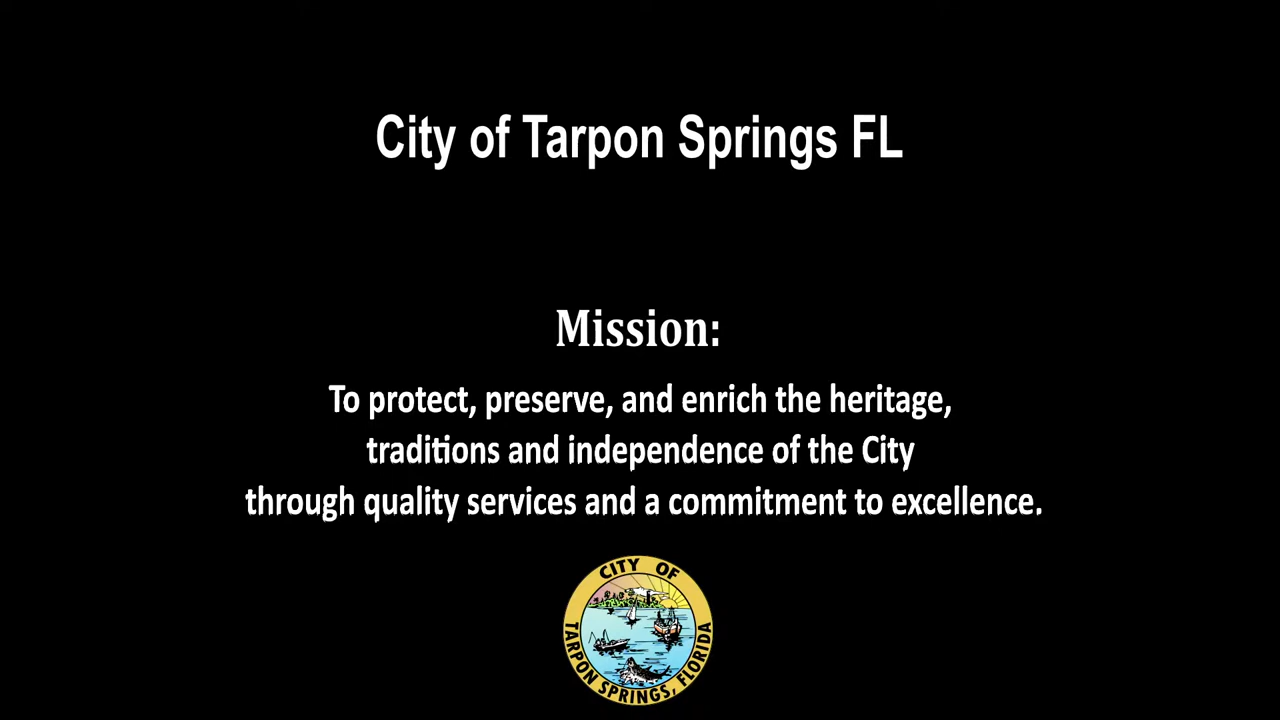 City of Tarpon Springs FL
Mission:
To protect, preserve, and enrich the heritage,
traditions and independence of the City
through quality services and a commitment to excellence.
CITY OF
TARPON SPRINGS, FLORIDA